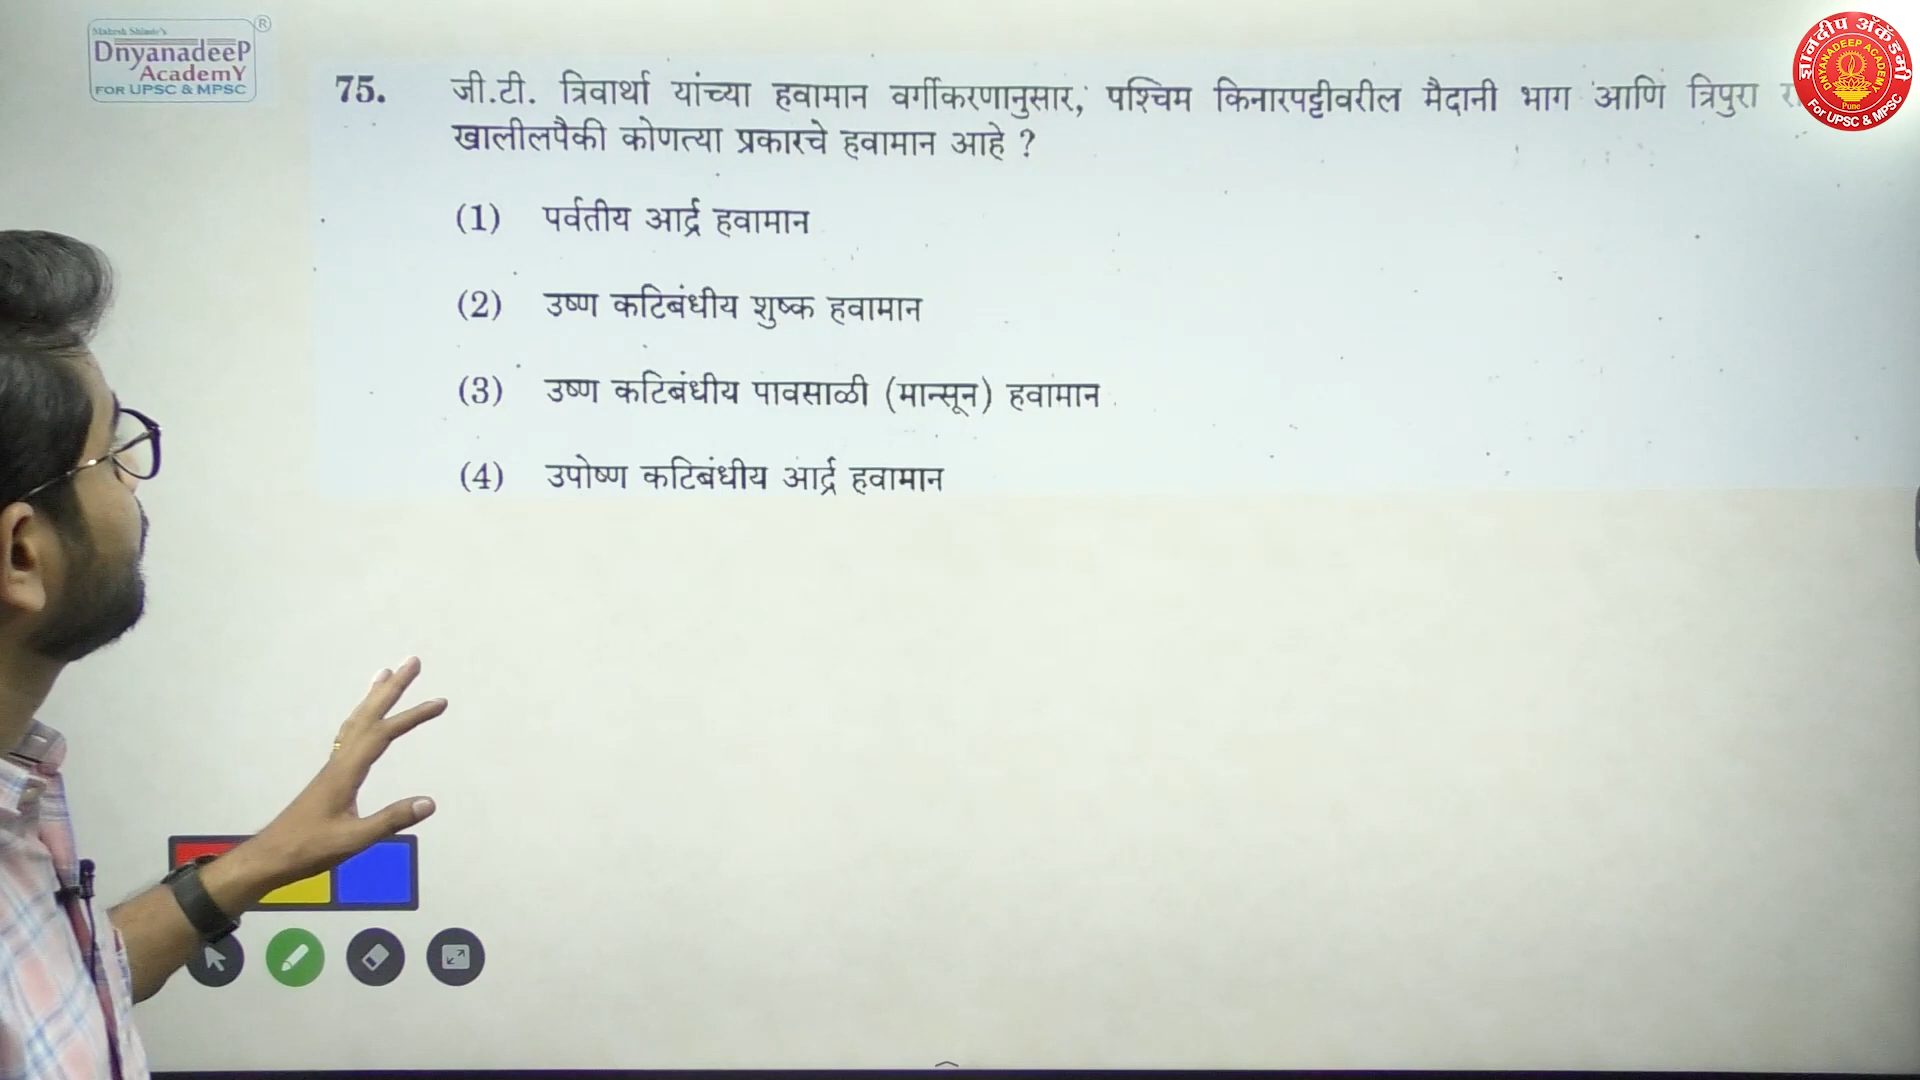 Mahesh Shinde's
DnyanadeeP
AcademY
FOR UPSC & MPSC
®
ज्ञानदीप अ‍ॅकॅडमी
DNYANADEEP ACADEMY
Pune
For UPSC & MPSC
75. जी.टी. त्रिवार्था यांच्या हवामान वर्गीकरणानुसार, पश्चिम किनारपट्टीवरील मैदानी भाग आणि त्रिपुरा
खालीलपैकी कोणत्या प्रकारचे हवामान आहे ?
(1) पर्वतीय आर्द्र हवामान
(2) उष्ण कटिबंधीय शुष्क हवामान
(3) उष्ण कटिबंधीय पावसाळी (मान्सून) हवामान
(4) उपोष्ण कटिबंधीय आर्द्र हवामान